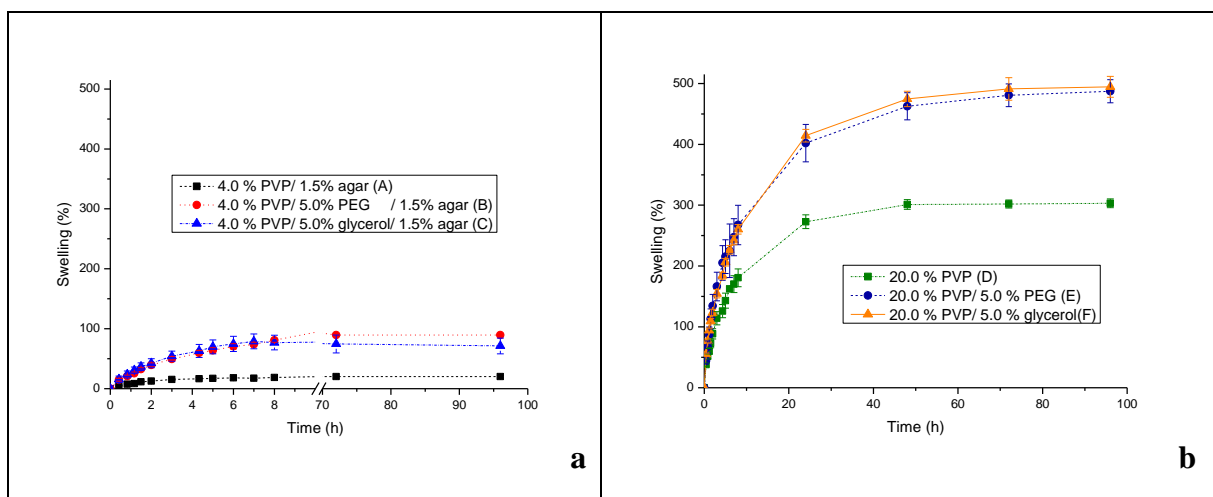 500
400
300
200
100
0
Swelling (%)
4.0 % PVP/ 1.5% agar (A)
4.0 % PVP/ 5.0% PEG / 1.5% agar (B)
4.0 % PVP/ 5.0% glycerol/ 1.5% agar (C)
0 2 4 6 8 70 80 90 100
Time (h)
a
500
400
300
200
100
0
Swelling (%)
20.0 % PVP (D)
20.0 % PVP/ 5.0 % PEG (E)
20.0 % PVP/ 5.0 % glycerol(F)
0 20 40 60 80 100
Time (h)
b